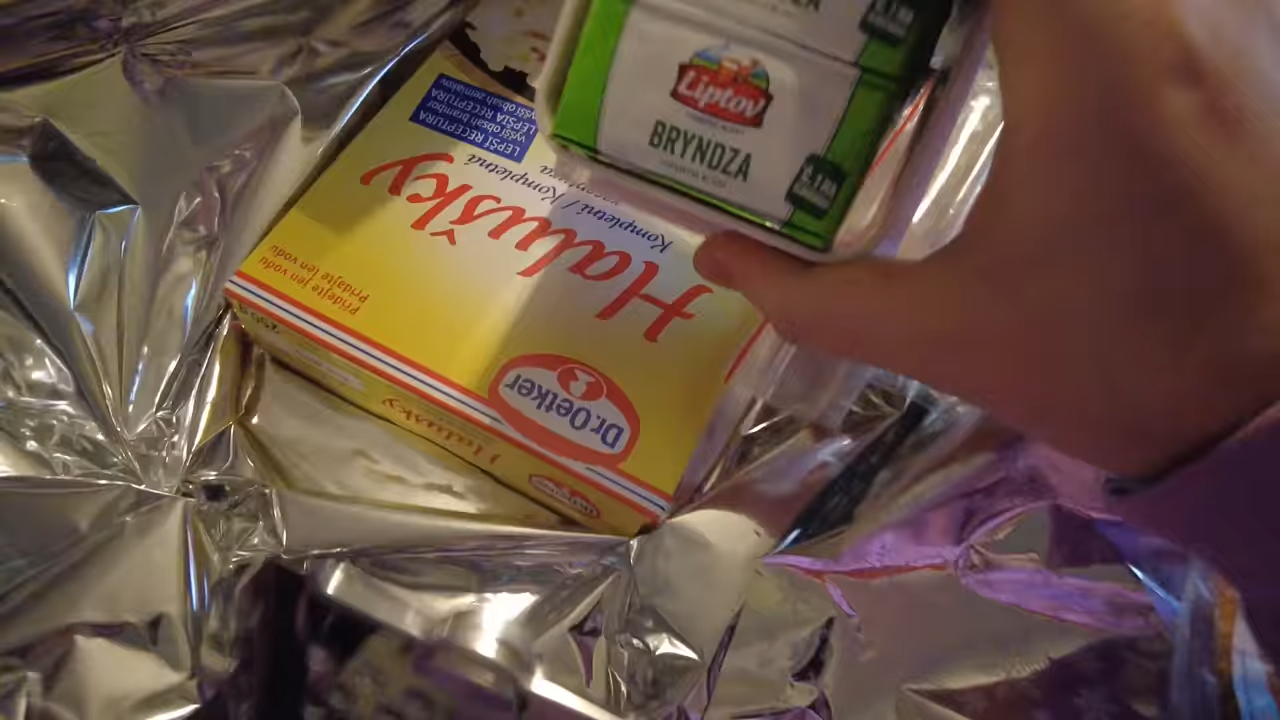 Liptov
BRYNDZA
Dr.Oetker
Halušky
Kompletní / Kompletná
LEPŠÍ RECEPTURA
vyšší obsah brambor
LEPŠIA RECEPTÚRA
vyšší obsah zemiakov
Přidejte jen vodu
Pridajte len vodu
Halušky